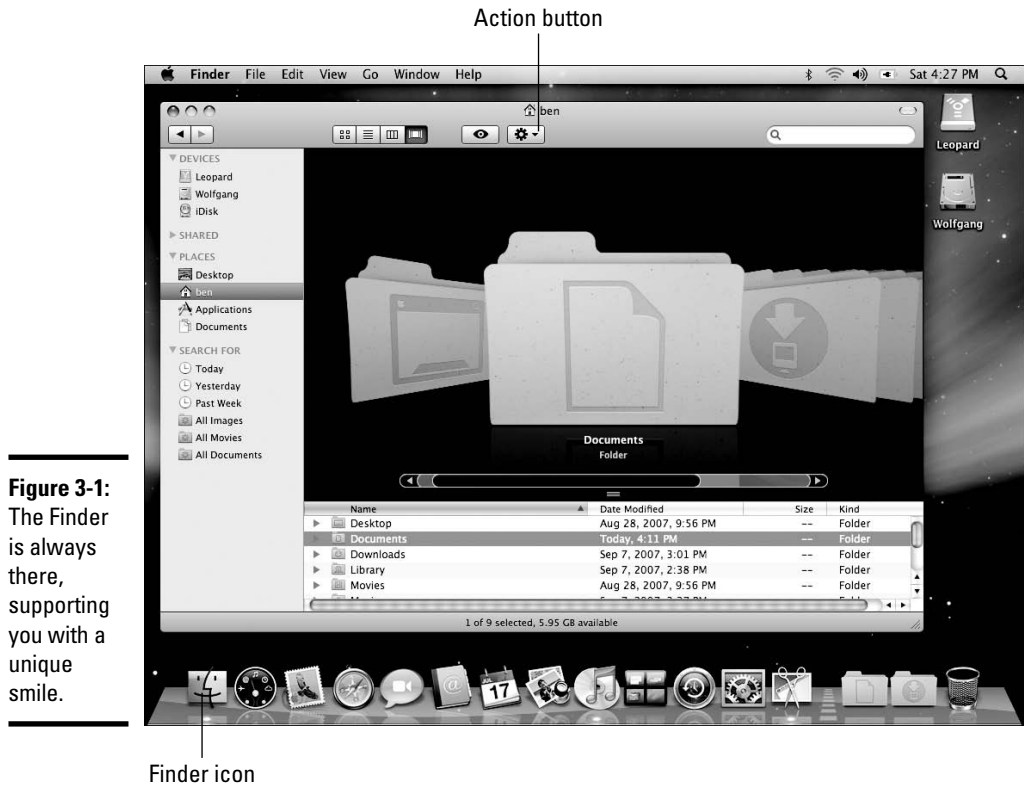 Action button
Finder File Edit View Go Window Help Sat 4:27 PM
ben
DEVICES
Leopard
Wolfgang
iDisk
SHARED
PLACES
Desktop
ben
Applications
Documents
SEARCH FOR
Today
Yesterday
Past Week
All Images
All Movies
All Documents
Documents
Folder
Name Date Modified Size Kind
Desktop Aug 28, 2007, 9:56 PM -- Folder
Documents Today, 4:11 PM -- Folder
Downloads Sep 7, 2007, 3:01 PM -- Folder
Library Sep 7, 2007, 2:38 PM -- Folder
Movies Aug 28, 2007, 9:56 PM -- Folder
1 of 9 selected, 5.95 GB available
Leopard
Wolfgang
17
Figure 3-1:
The Finder
is always
there,
supporting
you with a
unique
smile.
Finder icon